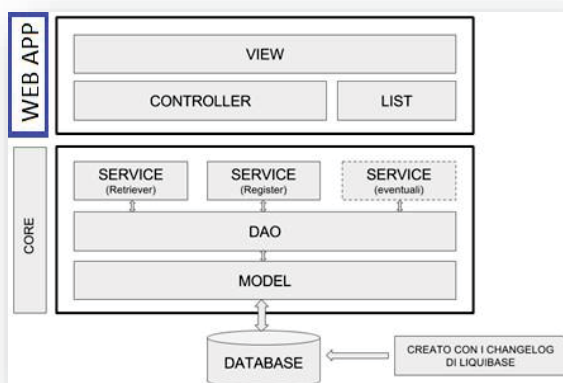 WEB APP
VIEW
CONTROLLER
LIST
CORE
SERVICE
(Retriever)
SERVICE
(Register)
SERVICE
(eventuali)
DAO
MODEL
DATABASE
CREATO CON I CHANGELOG
DI LIQUIBASE